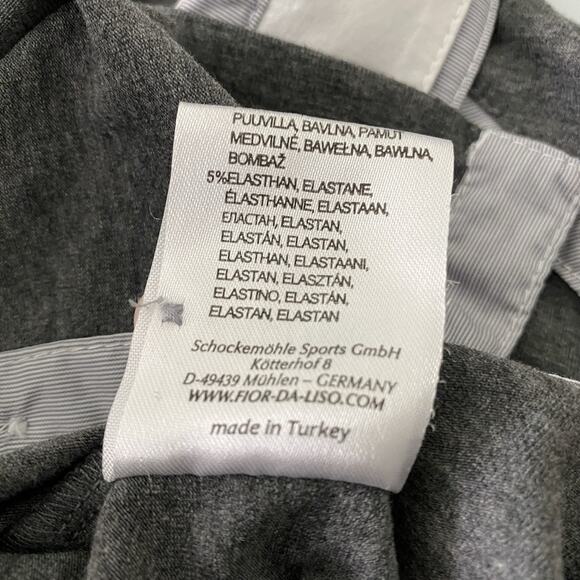 PUUVILLA, BAVLNA, PAMUT
MEDVILNĖ, BAWEŁNA, BAVLNA,
BOMBAŽ
5%ELASTHAN, ELASTANE,
ÉLASTHANNE, ELASTAAN,
ΕΛΑΣΤΑΝ, ELASTAN,
ELASTÁN, ELASTAN,
ELASTHAN, ELASTAANI,
ELASTAN, ELASZTÁN,
ELASTINO, ELASTÁN,
ELASTAN, ELASTAN
Schockemöhle Sports GmbH
Kötterhof 8
D-49439 Mühlen - GERMANY
WWW.FIOR-DA-LISO.COM
made in Turkey